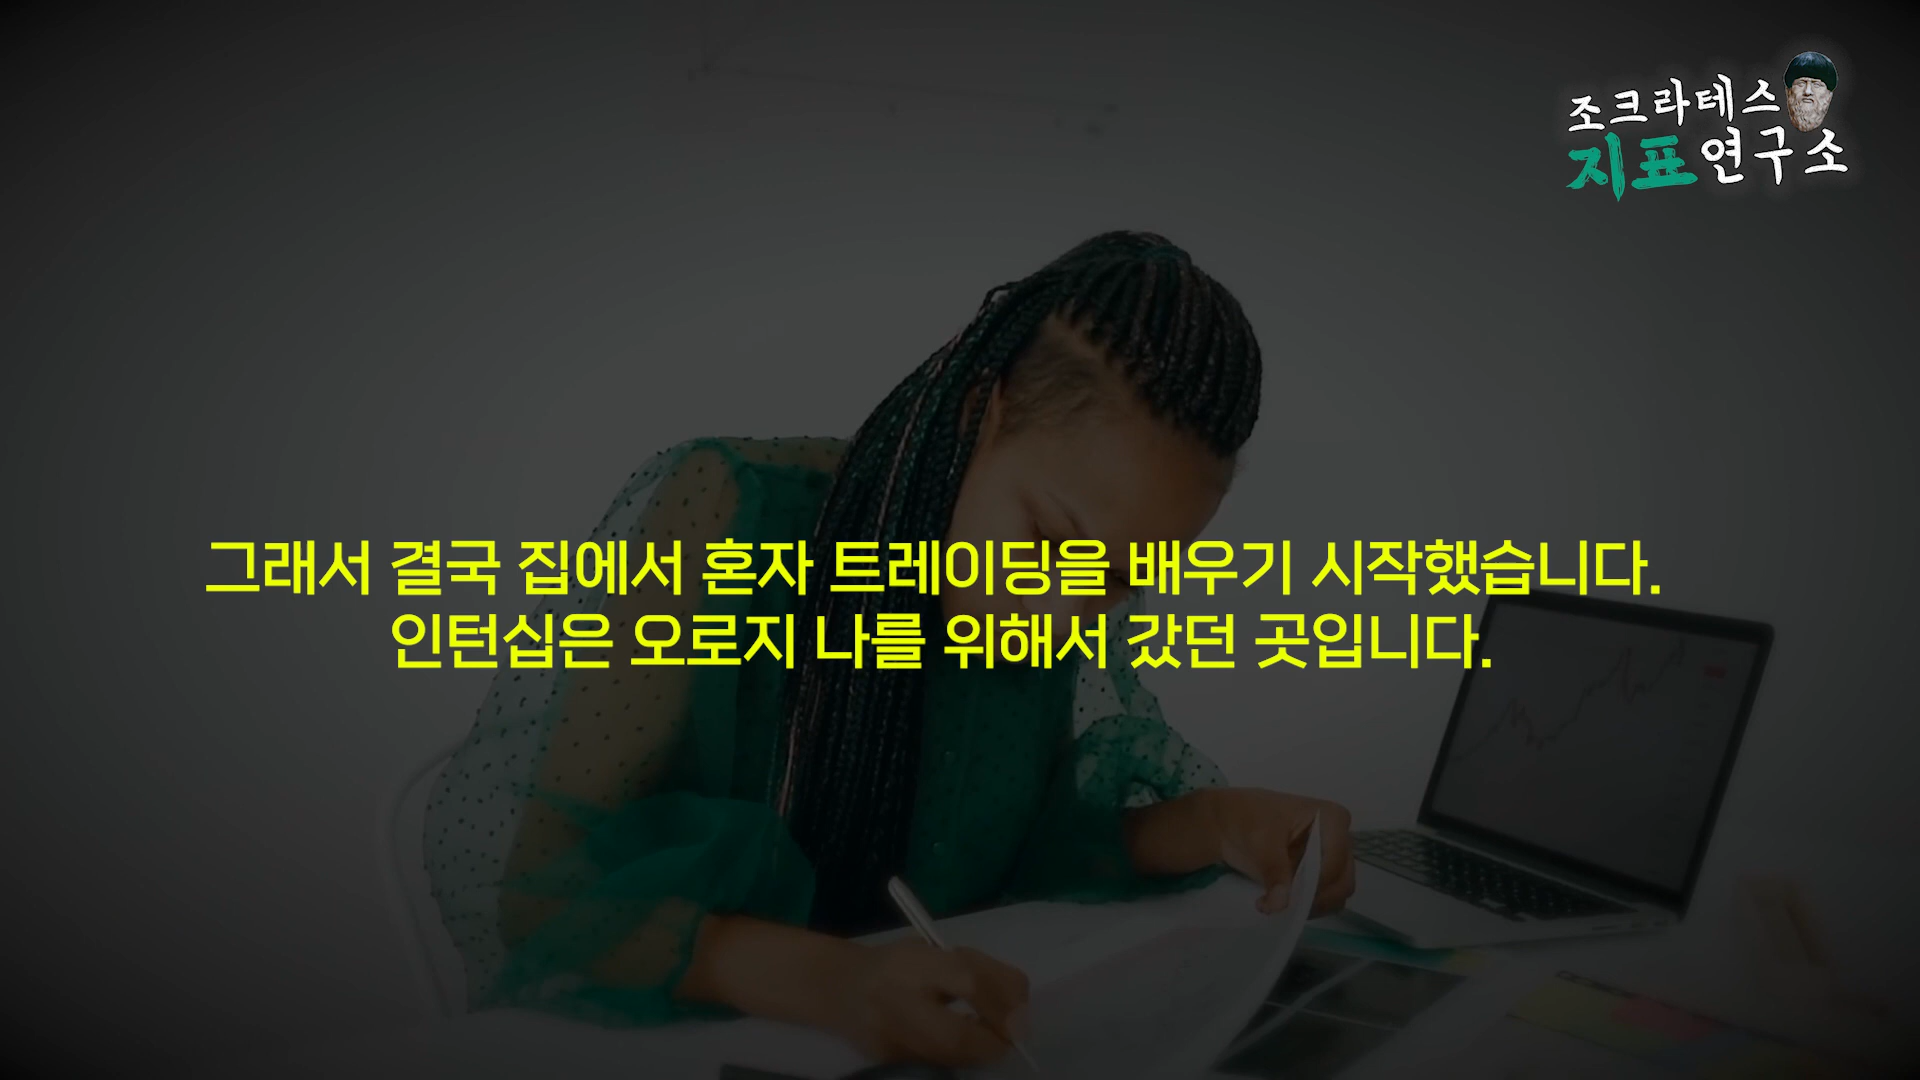 조크라테스
지표연구소
그래서 결국 집에서 혼자 트레이딩을 배우기 시작했습니다.
인턴십은 오로지 나를 위해서 갔던 곳입니다.